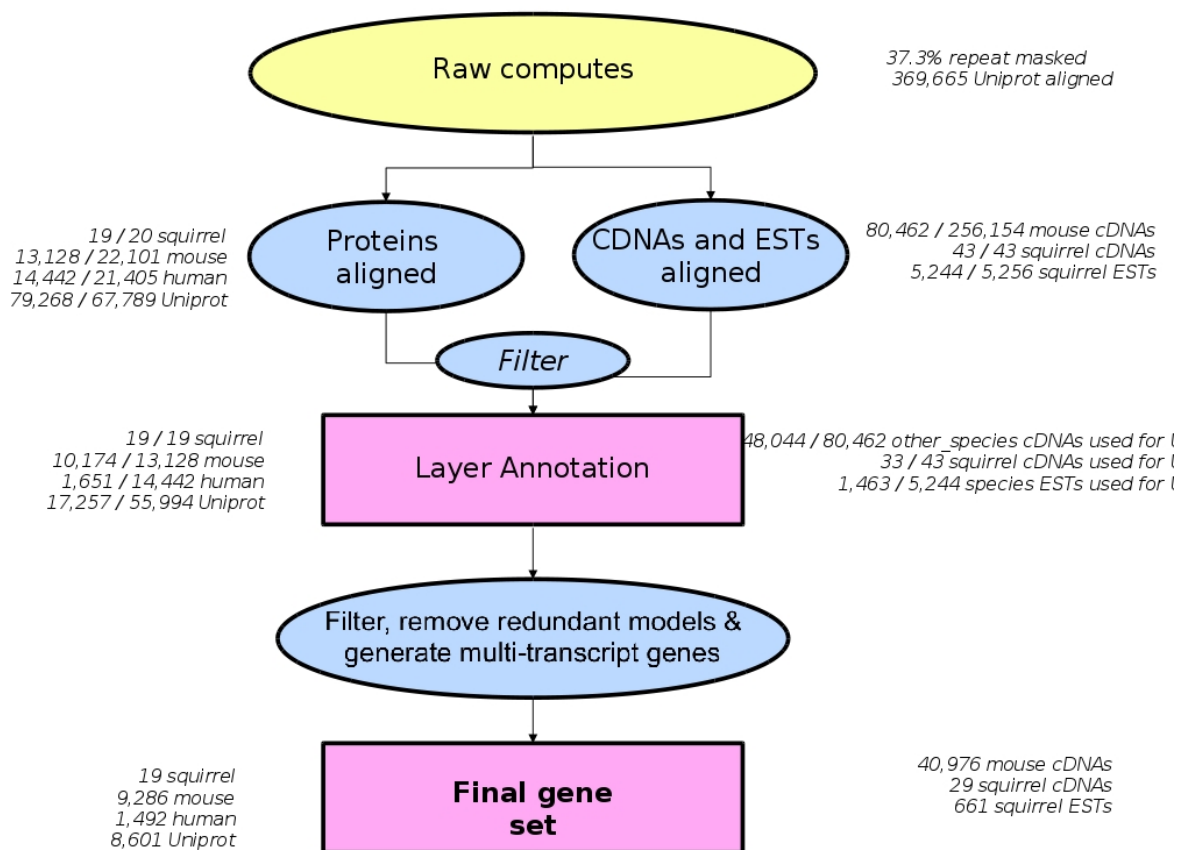 Raw computes
37.3% repeat masked
369,665 Uniprot aligned
19 / 20 squirrel
13,128 / 22,101 mouse
14,442 / 21,405 human
79,268 / 67,789 Uniprot
Proteins
aligned
CDNAs and ESTs
aligned
80,462 / 256,154 mouse cDNAs
43 / 43 squirrel cDNAs
5,244 / 5,256 squirrel ESTs
Filter
19 / 19 squirrel
10,174 / 13,128 mouse
1,651 / 14,442 human
17,257 / 55,994 Uniprot
Layer Annotation
48,044 / 80,462 other_species cDNAs used for
33 / 43 squirrel cDNAs used for
1,463 / 5,244 species ESTs used for
Filter, remove redundant models &
generate multi-transcript genes
19 squirrel
9,286 mouse
1,492 human
8,601 Uniprot
Final gene
set
40,976 mouse cDNAs
29 squirrel cDNAs
661 squirrel ESTs